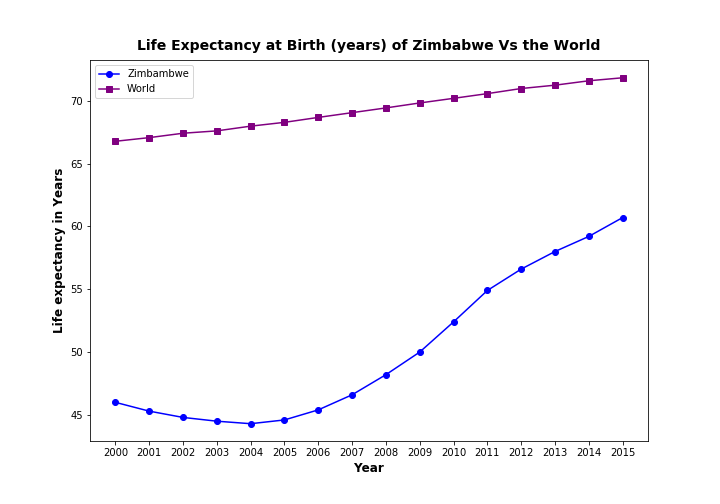 Life Expectancy at Birth (years) of Zimbabwe Vs the World
Zimbambwe
World
Life expectancy in Years
70
65
60
55
50
45
2000 2001 2002 2003 2004 2005 2006 2007 2008 2009 2010 2011 2012 2013 2014 2015
Year